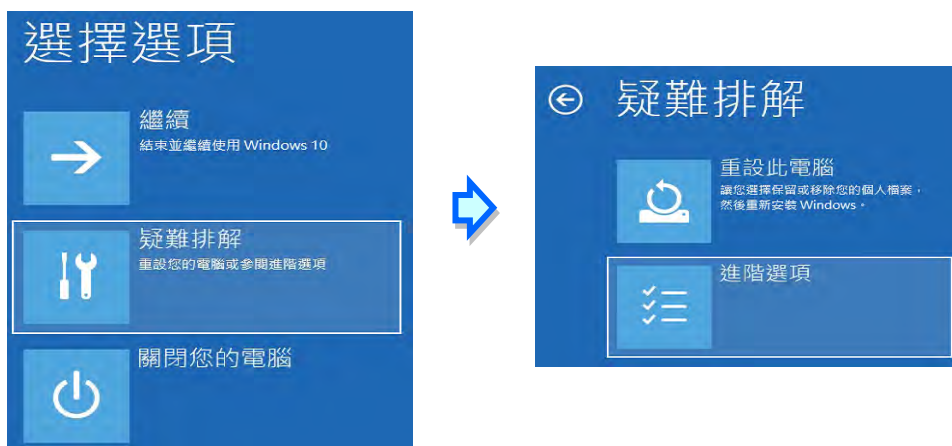 選擇選項
繼續
結束並繼續使用 Windows 10
疑難排解
重設您的電腦或參閱進階選項
關閉您的電腦
疑難排解
重設此電腦
讓您選擇保留或移除您的個人檔案，
然後重新安裝 Windows。
進階選項